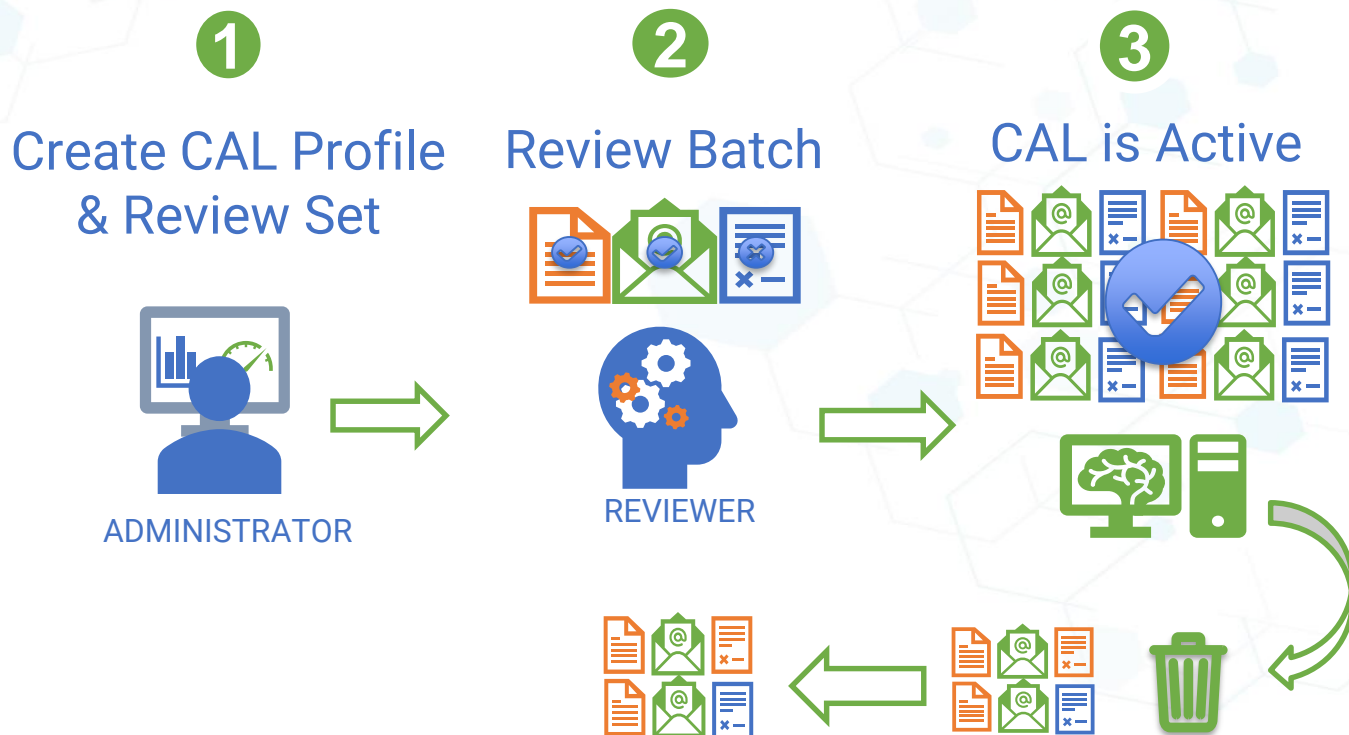 1
Create CAL Profile
& Review Set
ADMINISTRATOR
2
Review Batch
REVIEWER
3
CAL is Active